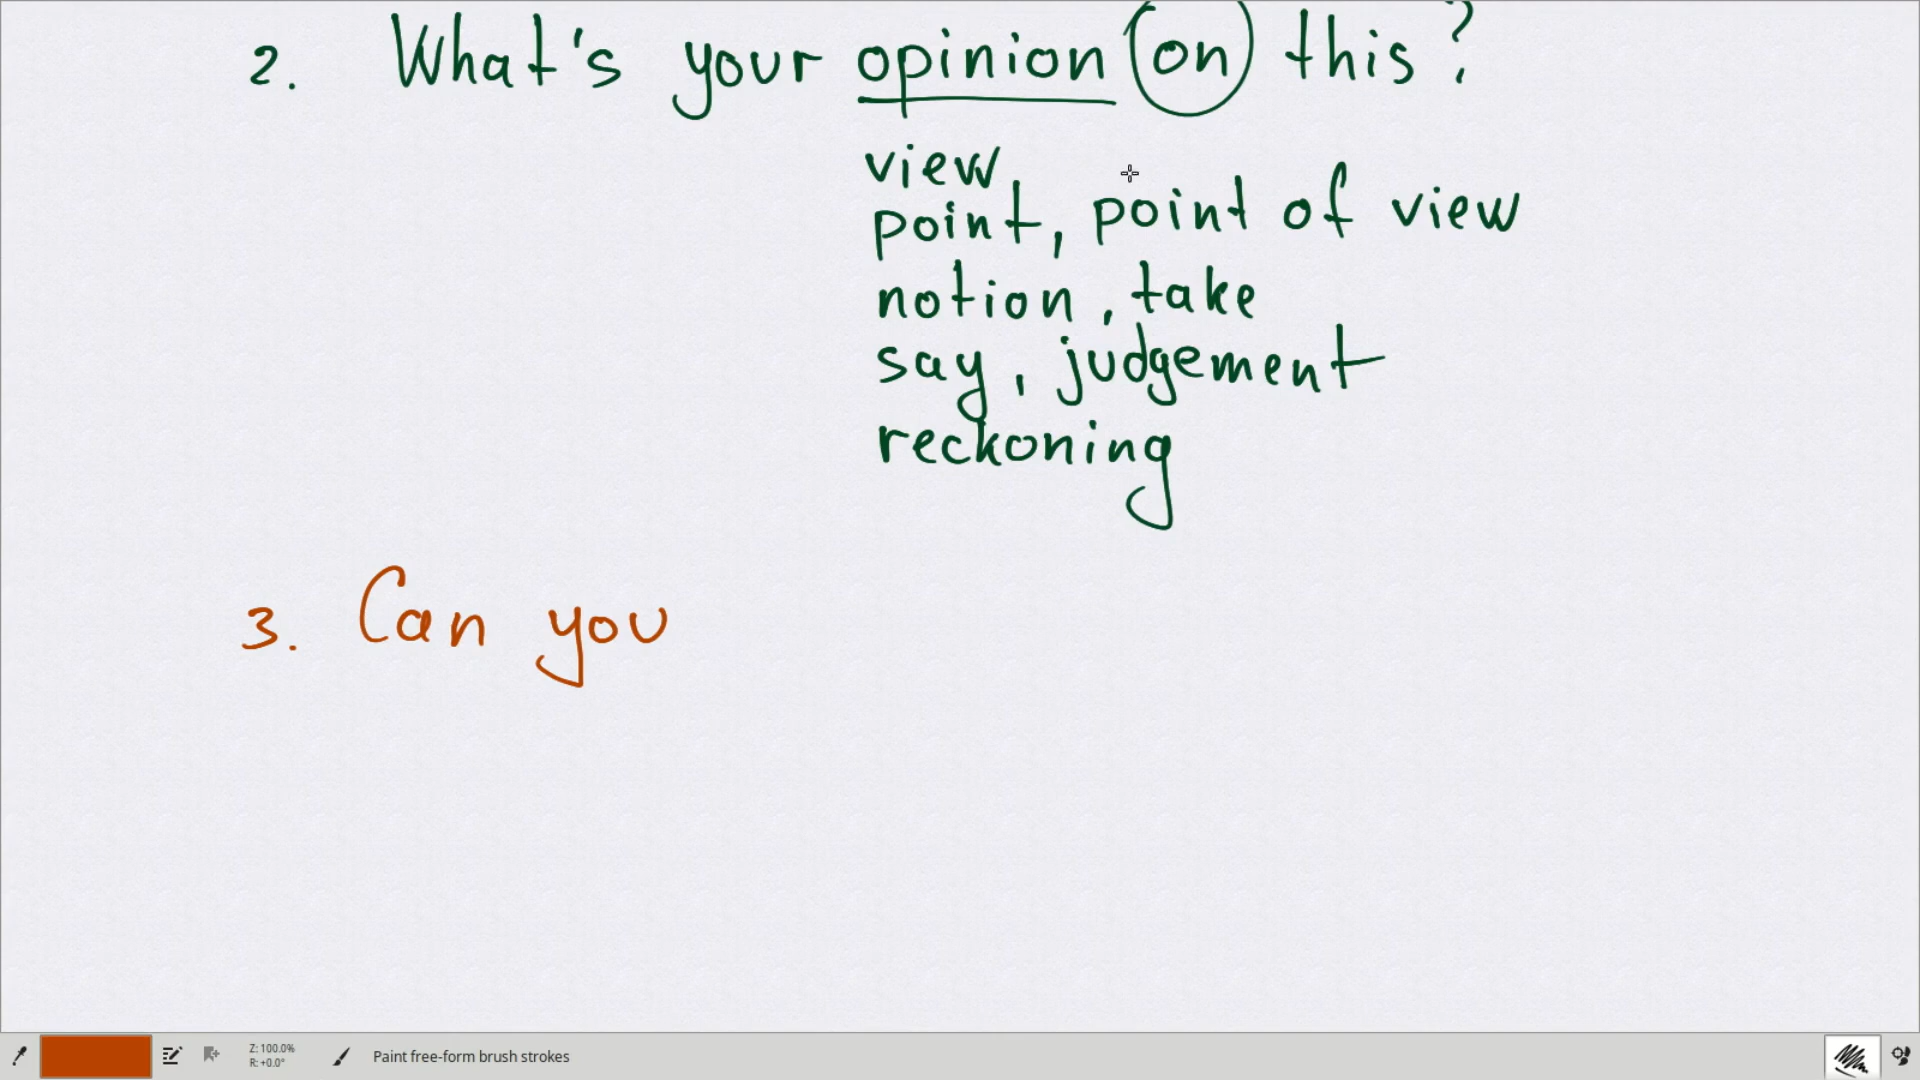 2. What's your opinion on this?
view,
point, point of view
notion, take
say, judgement
reckoning
3. Can you
Z: 100.0%
R: +0.0°
Paint free-form brush strokes